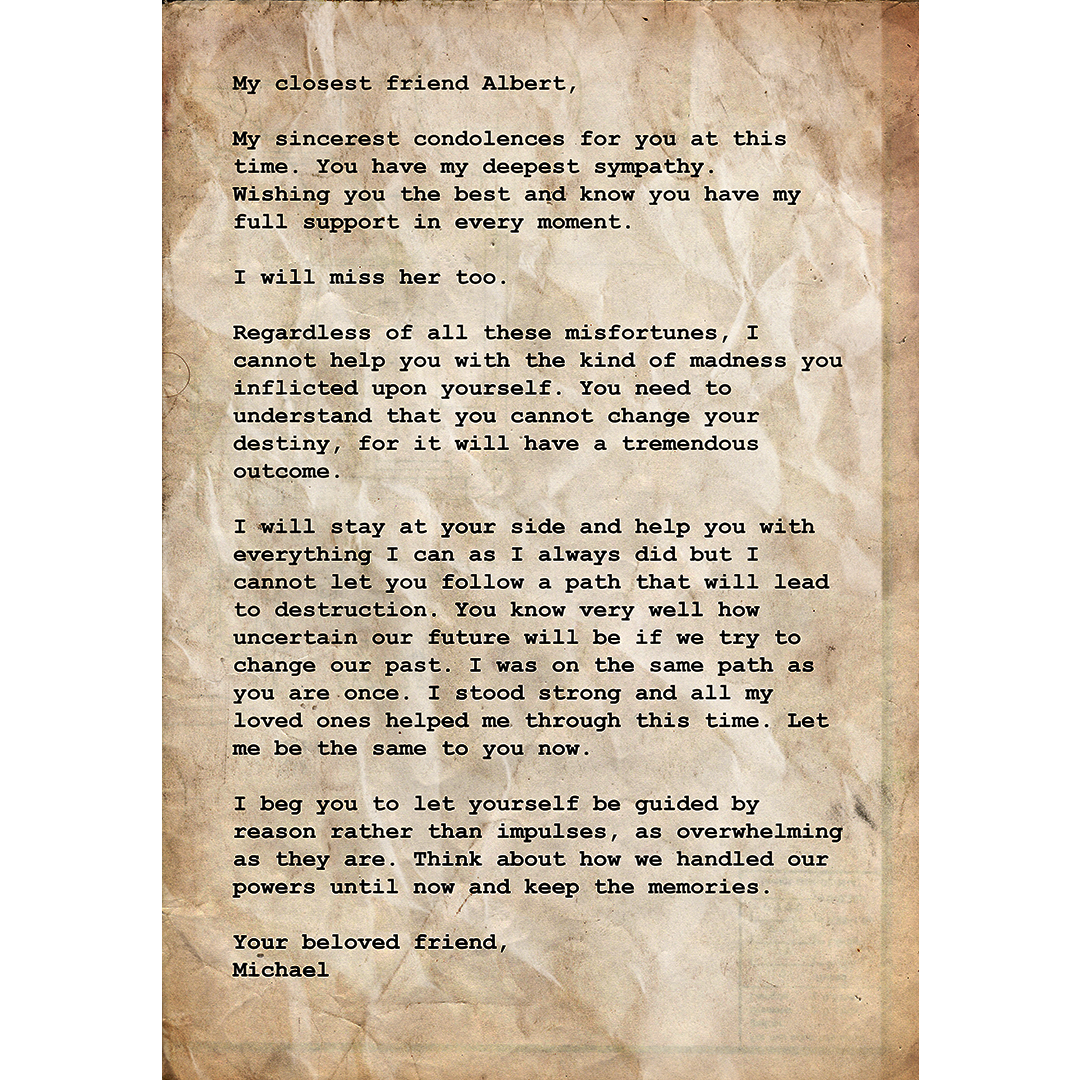 My closest friend Albert,
My sincerest condolences for you at this
time. You have my deepest sympathy.
Wishing you the best and know you have my
full support in every moment.
I will miss her too.
Regardless of all these misfortunes, I
cannot help you with the kind of madness you
inflicted upon yourself. You need to
understand that you cannot change your
destiny, for it will have a tremendous
outcome.
I will stay at your side and help you with
everything I can as I always did but I
cannot let you follow a path that will lead
to destruction. You know very well how
uncertain our future will be if we try to
change our past. I was on the same path as
you are once. I stood strong and all my
loved ones helped me through this time. Let
me be the same to you now.
I beg you to let yourself be guided by
reason rather than impulses, as overwhelming
as they are. Think about how we handled our
powers until now and keep the memories.
Your beloved friend,
Michael